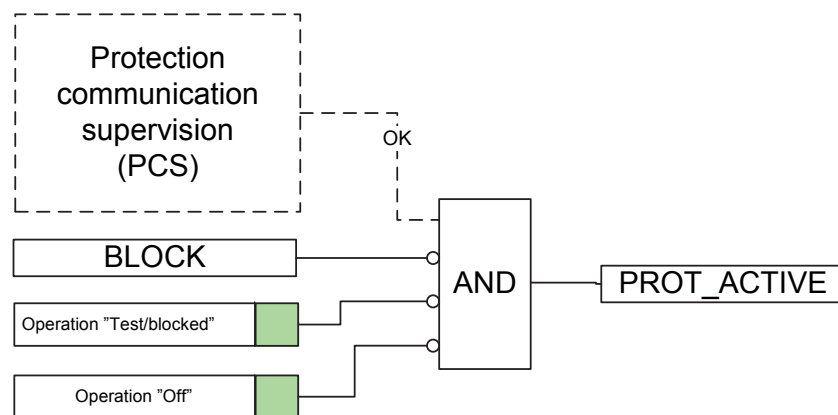 Protection
communication
supervision
(PCS)
OK
BLOCK
AND
PROT_ACTIVE
Operation ”Test/blocked”
Operation ”Off”